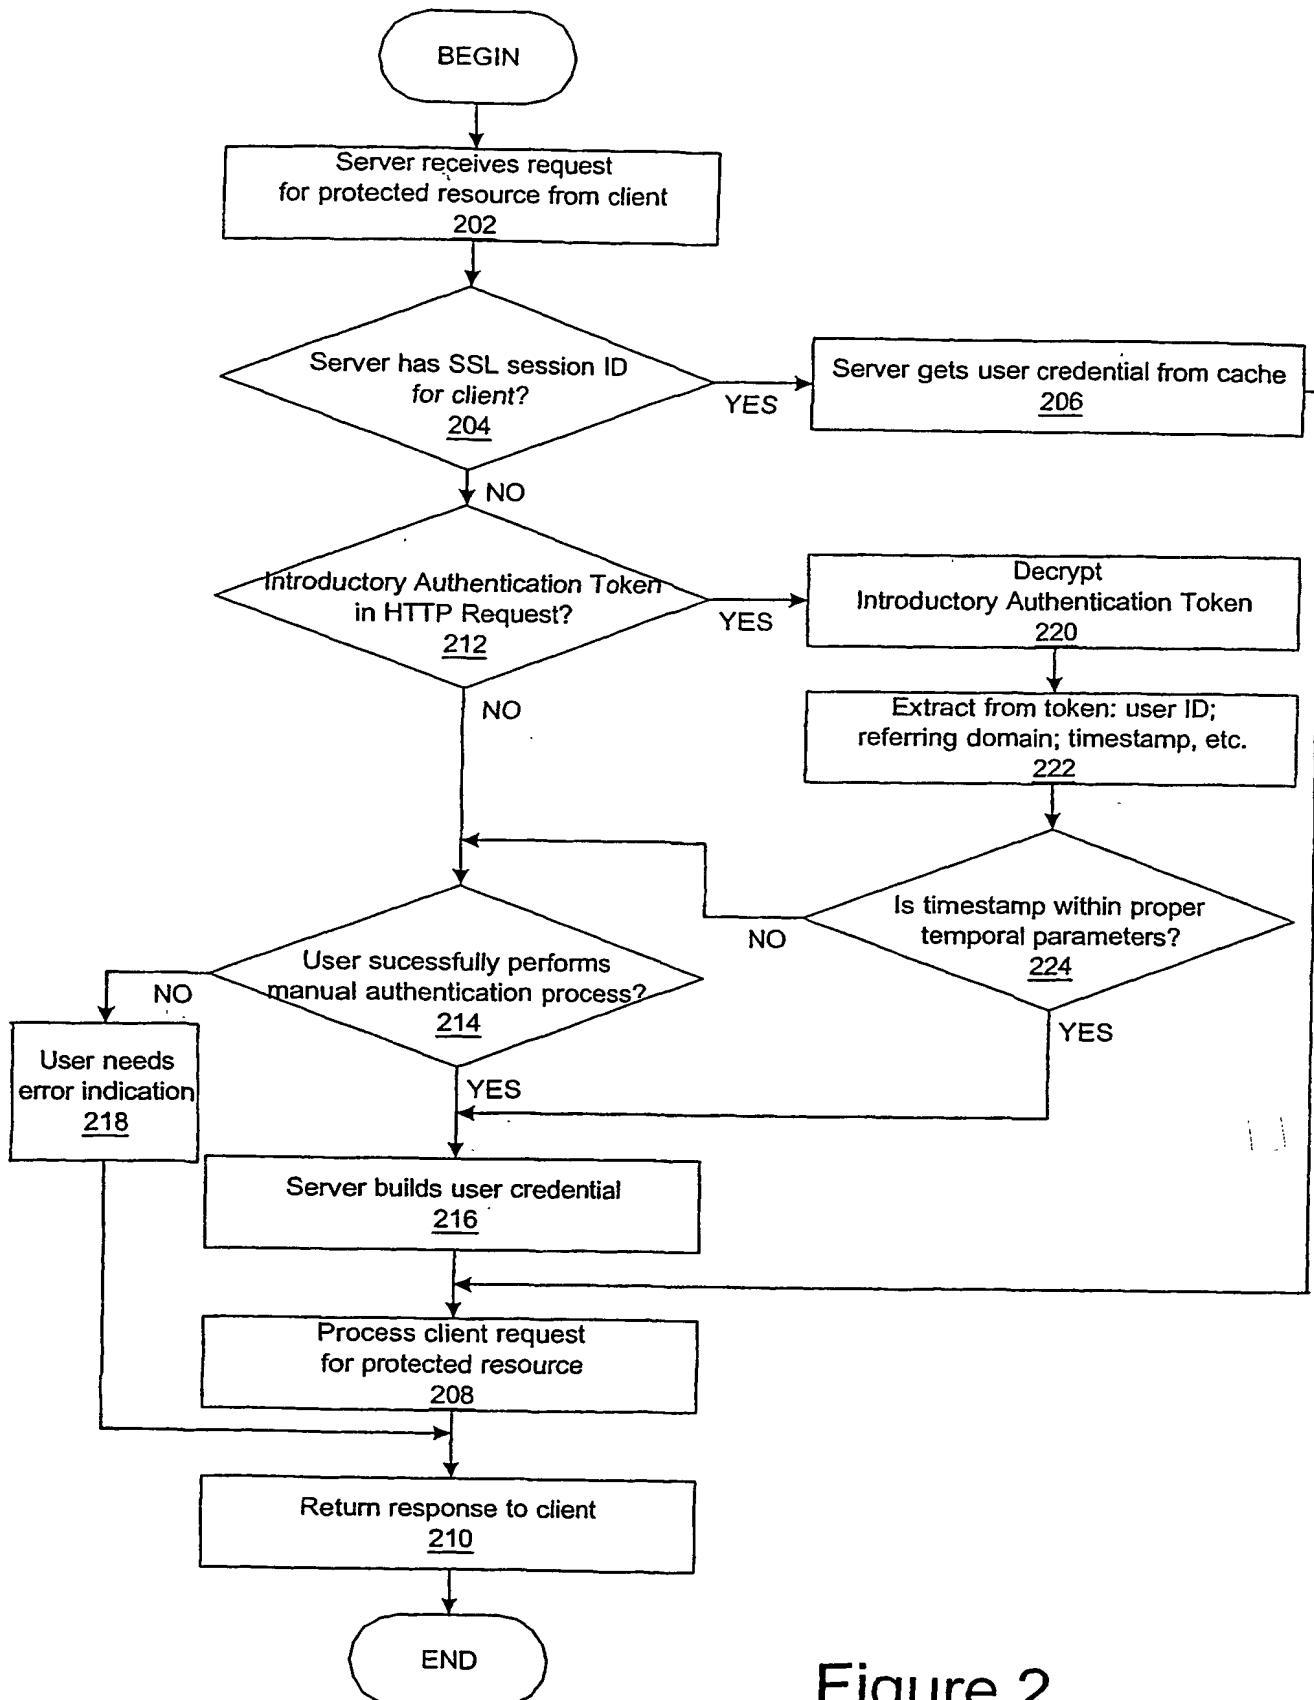 BEGIN
Server receives request
for protected resource from client
202
Server has SSL session ID
for client?
204
YES
Server gets user credential from cache
206
NO
Introductory Authentication Token
in HTTP Request?
212
YES
Decrypt
Introductory Authentication Token
220
NO
Extract from token: user ID;
referring domain; timestamp, etc.
222
Is timestamp within proper
temporal parameters?
224
NO
YES
User sucessfully performs
manual authentication process?
214
NO
YES
User needs
error indication
218
Server builds user credential
216
Process client request
for protected resource
208
Return response to client
210
END
Figure 2